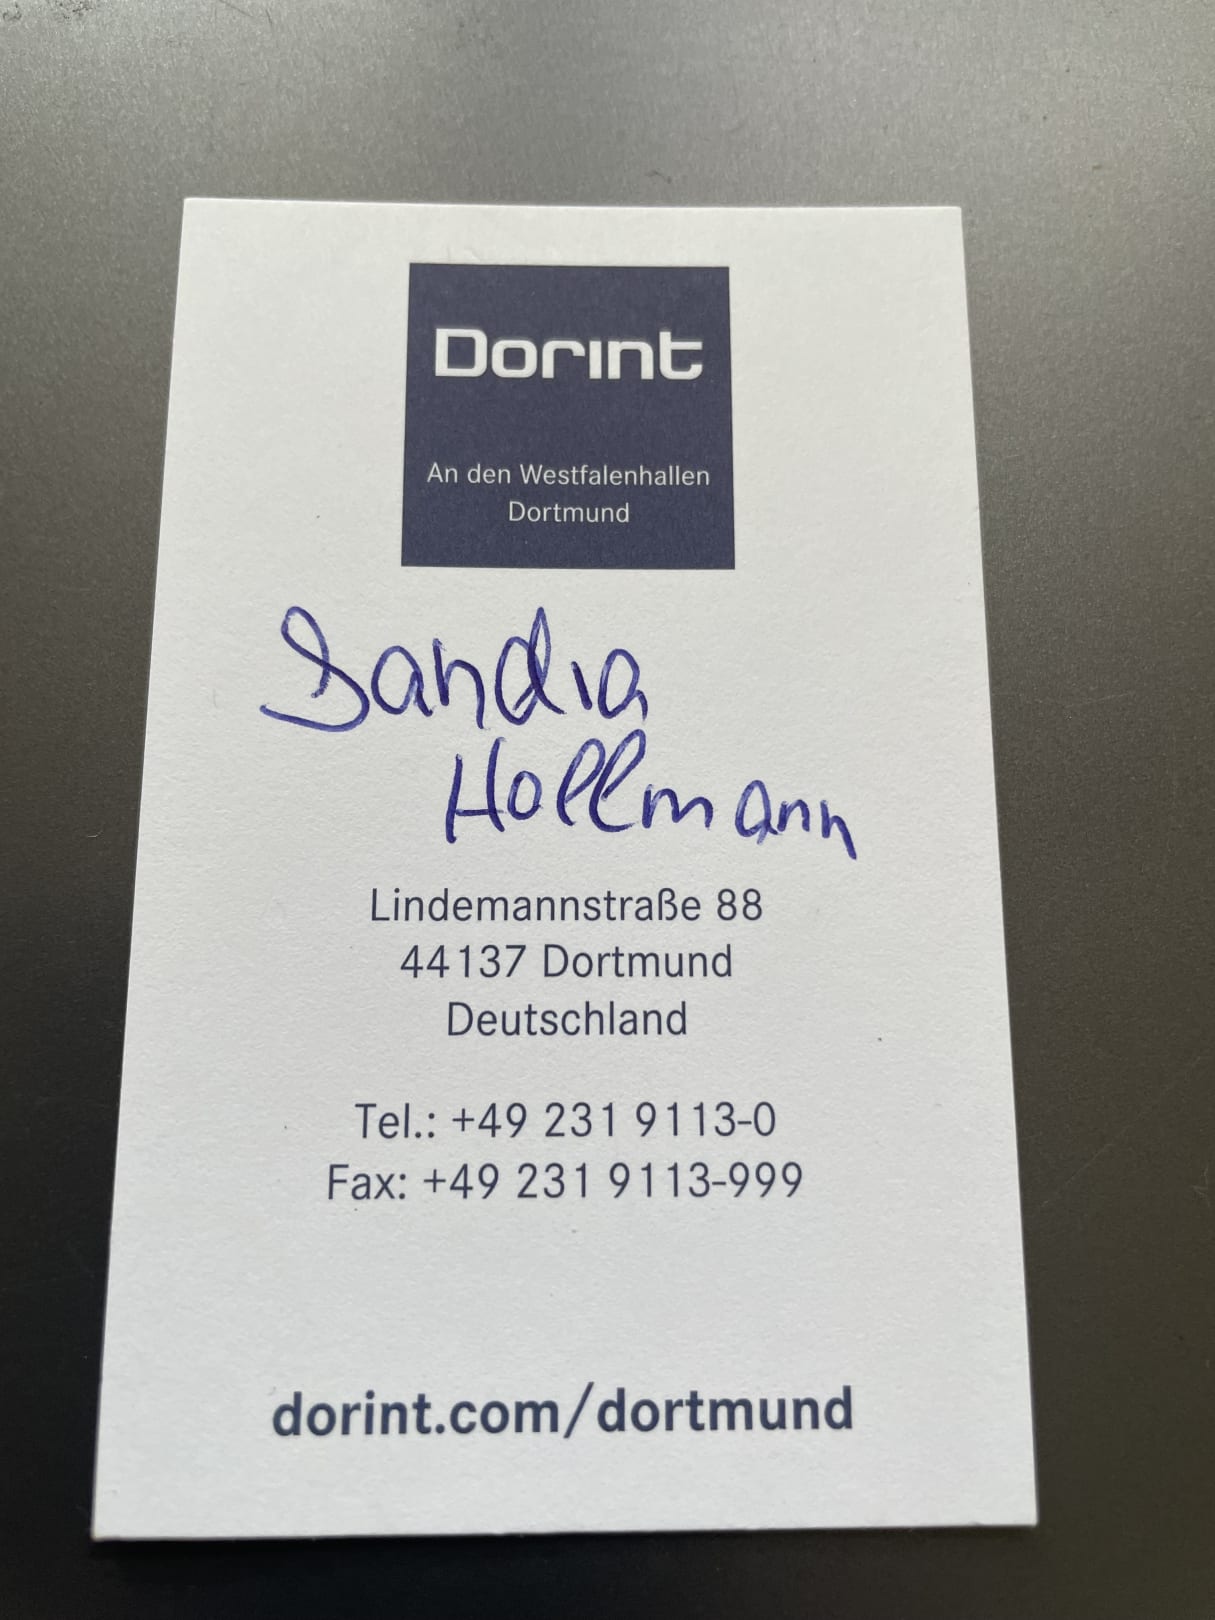 Dorint
An den Westfalenhallen
Dortmund
Sandra
Hollmann
Lindemannstraße 88
44137 Dortmund
Deutschland
Tel.: +49 231 9113-0
Fax: +49 231 9113-999
dorint.com/dortmund